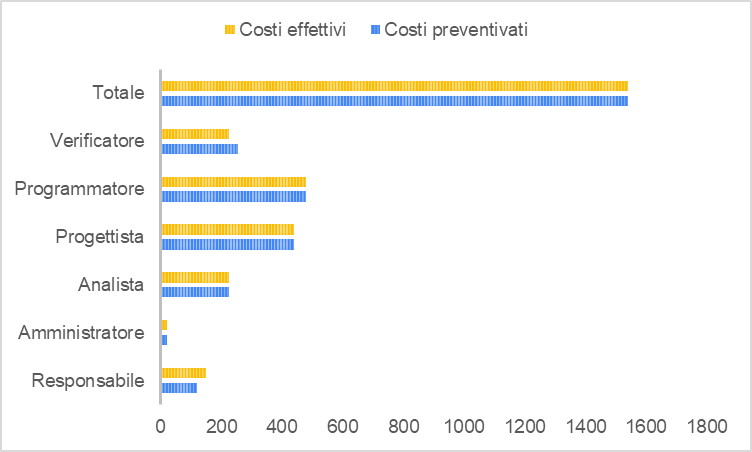 Costi effettivi Costi preventivati
Totale
Verificatore
Programmatore
Progettista
Analista
Amministratore
Responsabile
0 200 400 600 800 1000 1200 1400 1600 1800